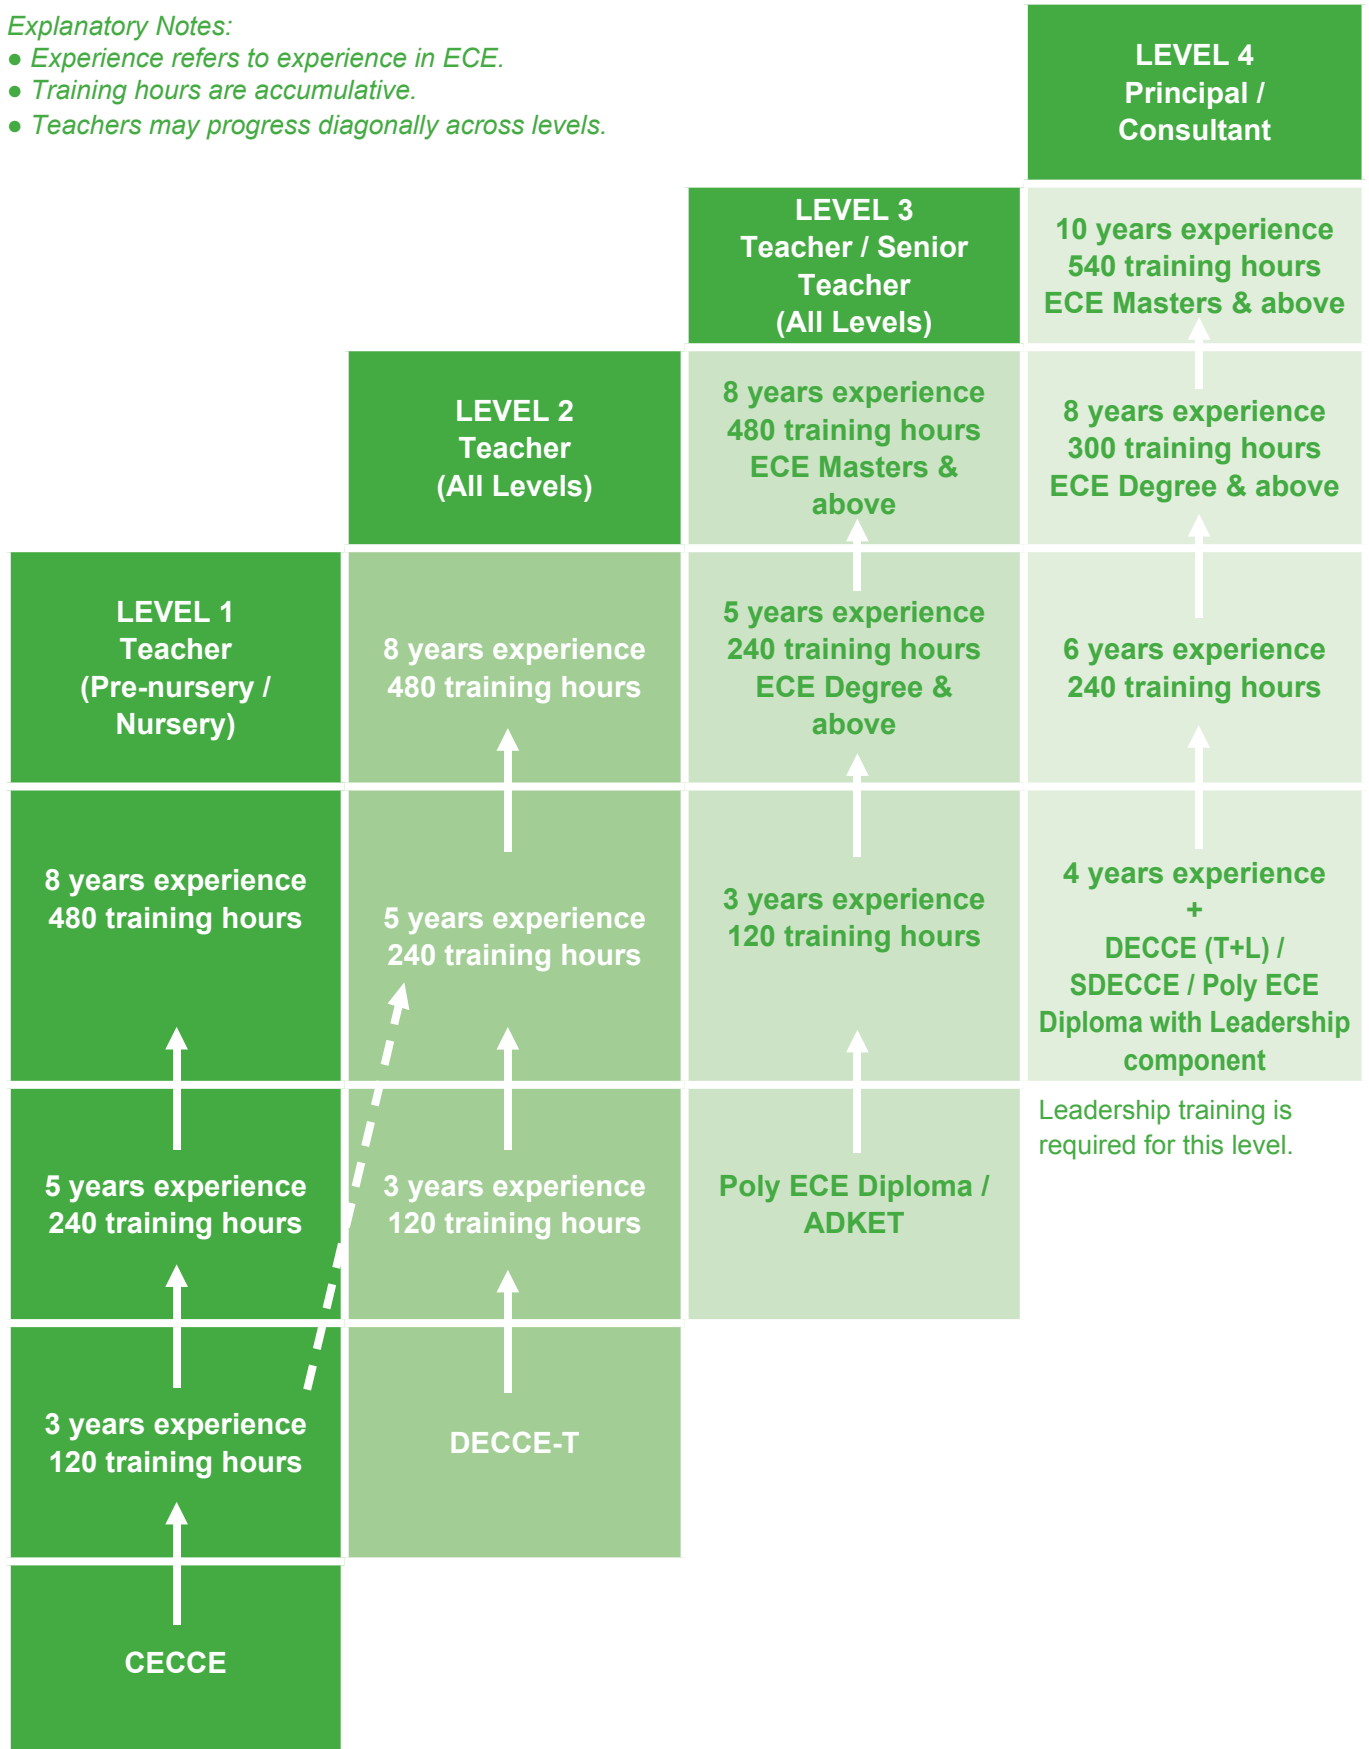 Explanatory Notes:
● Experience refers to experience in ECE.
● Training hours are accumulative.
● Teachers may progress diagonally across levels.
LEVEL 4
Principal /
Consultant
10 years experience
540 training hours
ECE Masters & above
8 years experience
300 training hours
ECE Degree & above
6 years experience
240 training hours
4 years experience
+
DECCE (T+L) /
SDECCE / Poly ECE
Diploma with Leadership
component
Leadership training is
required for this level.
LEVEL 3
Teacher / Senior
Teacher
(All Levels)
8 years experience
480 training hours
ECE Masters &
above
5 years experience
240 training hours
ECE Degree &
above
3 years experience
120 training hours
Poly ECE Diploma /
ADKET
LEVEL 2
Teacher
(All Levels)
8 years experience
480 training hours
5 years experience
240 training hours
3 years experience
120 training hours
DECCE-T
LEVEL 1
Teacher
(Pre-nursery /
Nursery)
8 years experience
480 training hours
5 years experience
240 training hours
3 years experience
120 training hours
CECCE